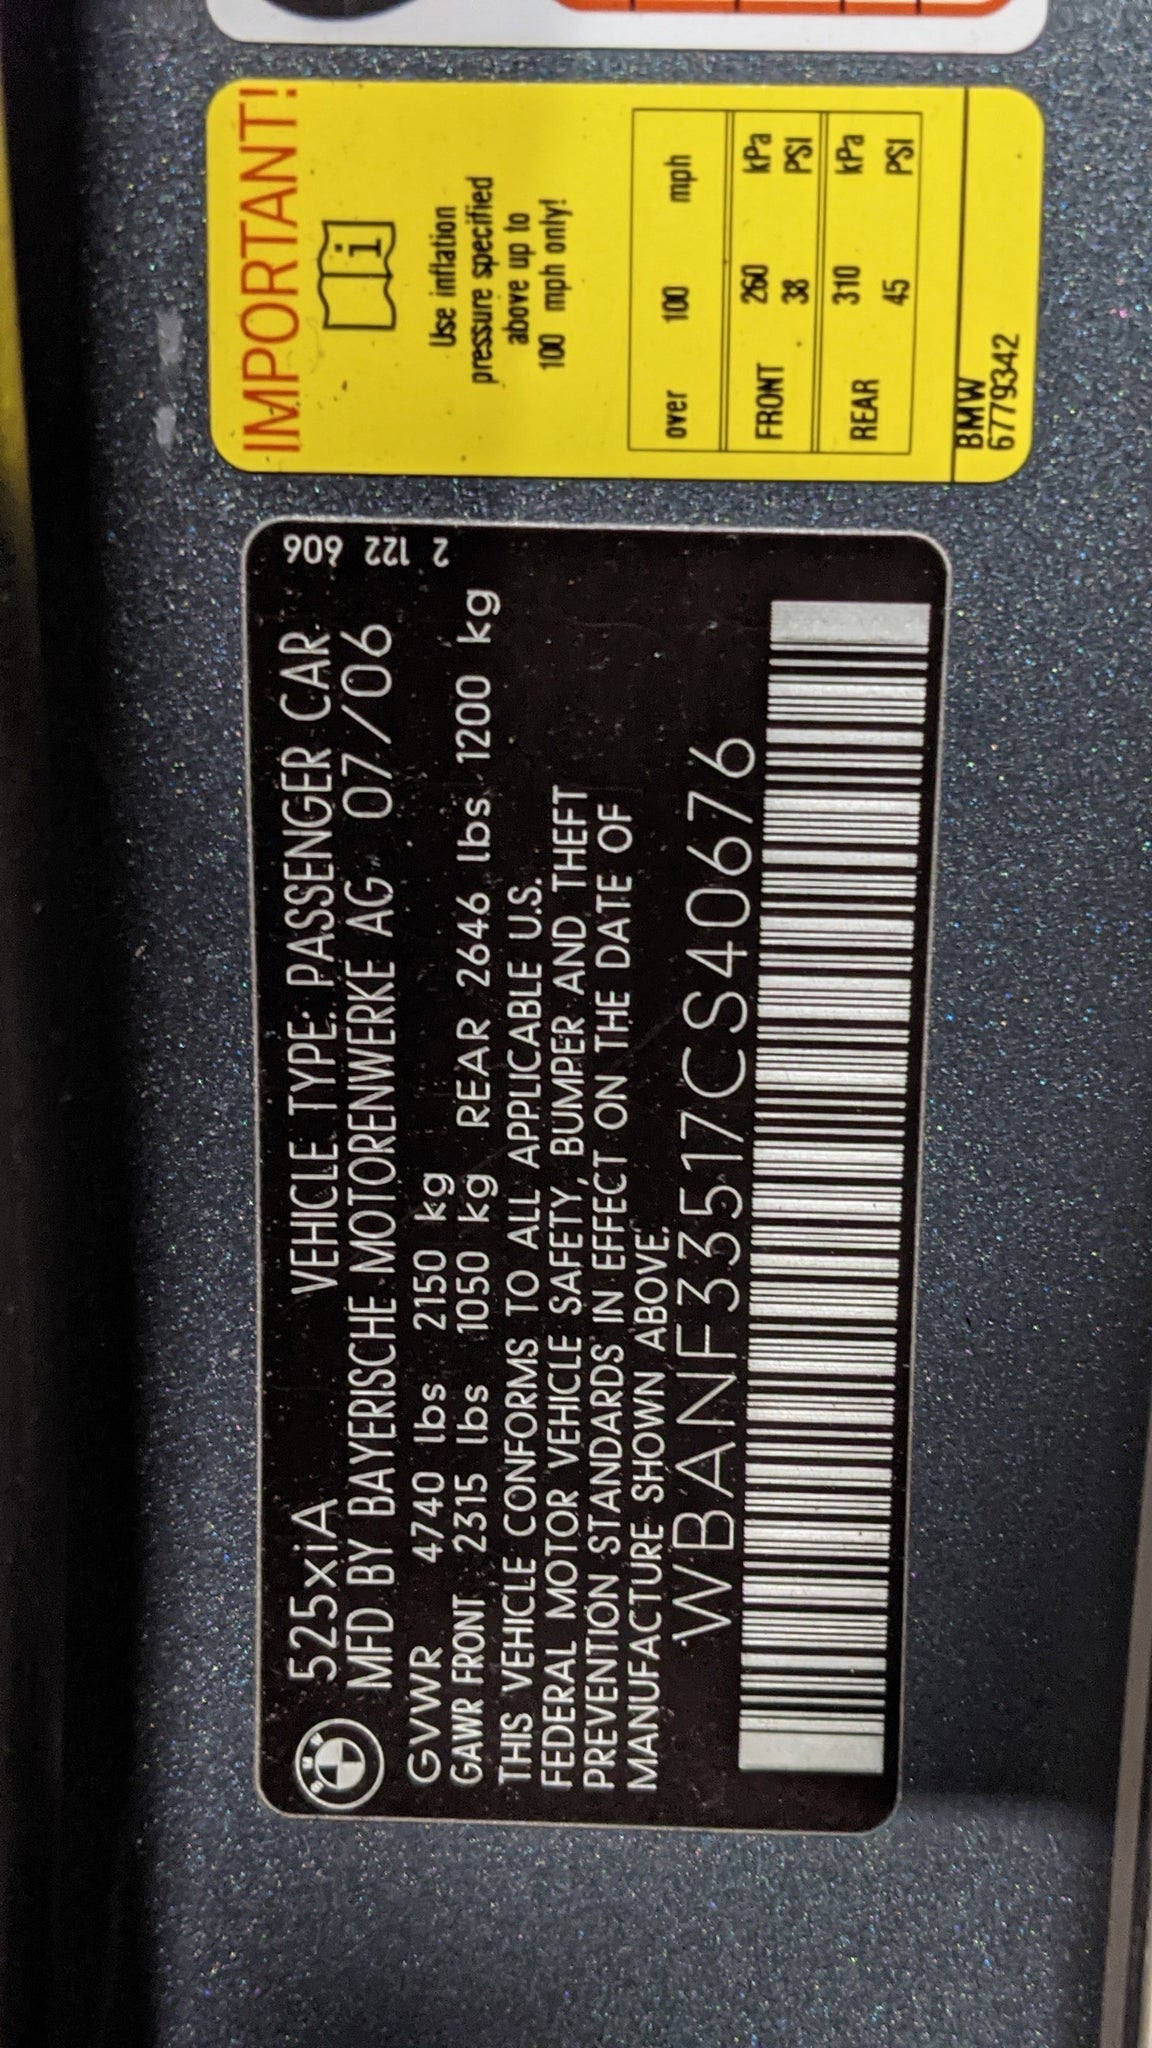 IMPORTANT!
i
Use inflation
pressure specified
above up to
100 mph only!
over 100 mph
FRONT 260 kPa
38 PSI
REAR 310 kPa
45 PSI
BMW
6779342
BMW
525xiA VEHICLE TYPE: PASSENGER CAR
MFD BY BAYERISCHE MOTORENWERKE AG 07/06
GVWR 4740 lbs 2150 kg
GAWR FRONT 2315 lbs 1050 kg REAR 2646 lbs 1200 kg
THIS VEHICLE CONFORMS TO ALL APPLICABLE U.S.
FEDERAL MOTOR VEHICLE SAFETY, BUMPER AND THEFT
PREVENTION STANDARDS IN EFFECT ON THE DATE OF
MANUFACTURE SHOWN ABOVE.
WBANF33517CS40676
2 122 606